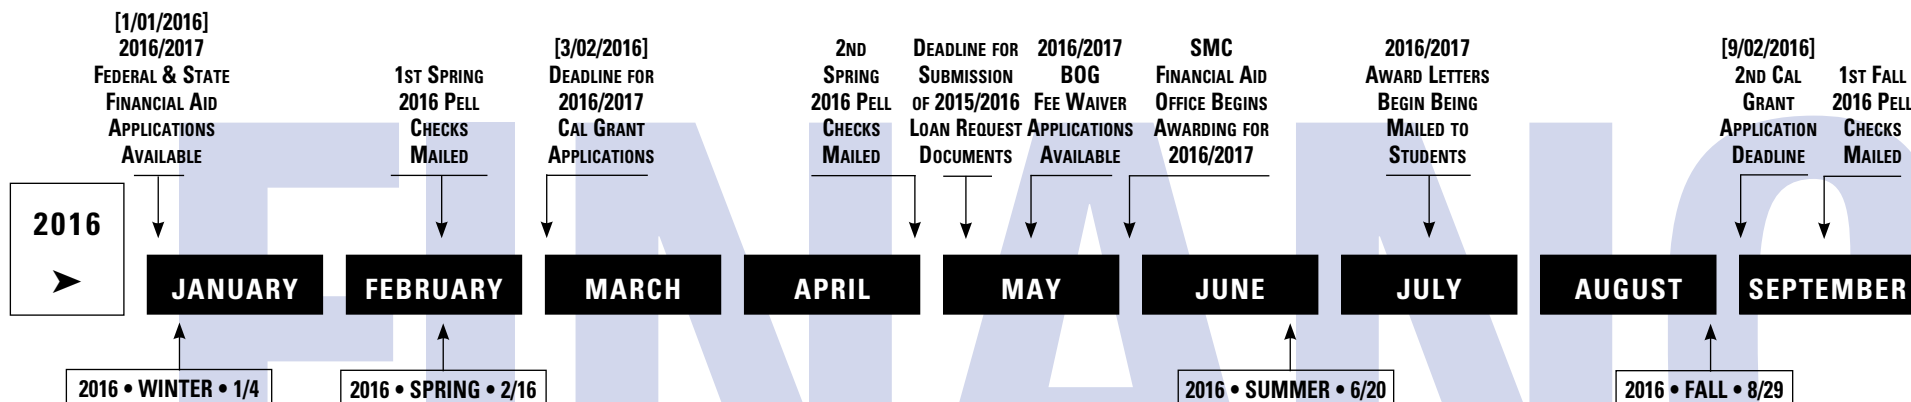 [1/01/2016]
2016/2017
FEDERAL & STATE
FINANCIAL AID
APPLICATIONS
AVAILABLE
1ST SPRING
2016 PELL
CHECKS
MAILED
[3/02/2016]
DEADLINE FOR
2016/2017
CAL GRANT
APPLICATIONS
2ND
SPRING
2016 PELL
CHECKS
MAILED
DEADLINE FOR
SUBMISSION
OF 2015/2016
LOAN REQUEST
DOCUMENTS
2016/2017
BOG
FEE WAIVER
APPLICATIONS
AVAILABLE
SMC
FINANCIAL AID
OFFICE BEGINS
AWARDING FOR
2016/2017
2016/2017
AWARD LETTERS
BEGIN BEING
MAILED TO
STUDENTS
[9/02/2016]
2ND CAL
GRANT
APPLICATION
DEADLINE
1ST FALL
2016 PELL
CHECKS
MAILED
2016
JANUARY
FEBRUARY
MARCH
APRIL
MAY
JUNE
JULY
AUGUST
SEPTEMBER
2016 • WINTER • 1/4
2016 • SPRING • 2/16
2016 • SUMMER • 6/20
2016 • FALL • 8/29
FINANC